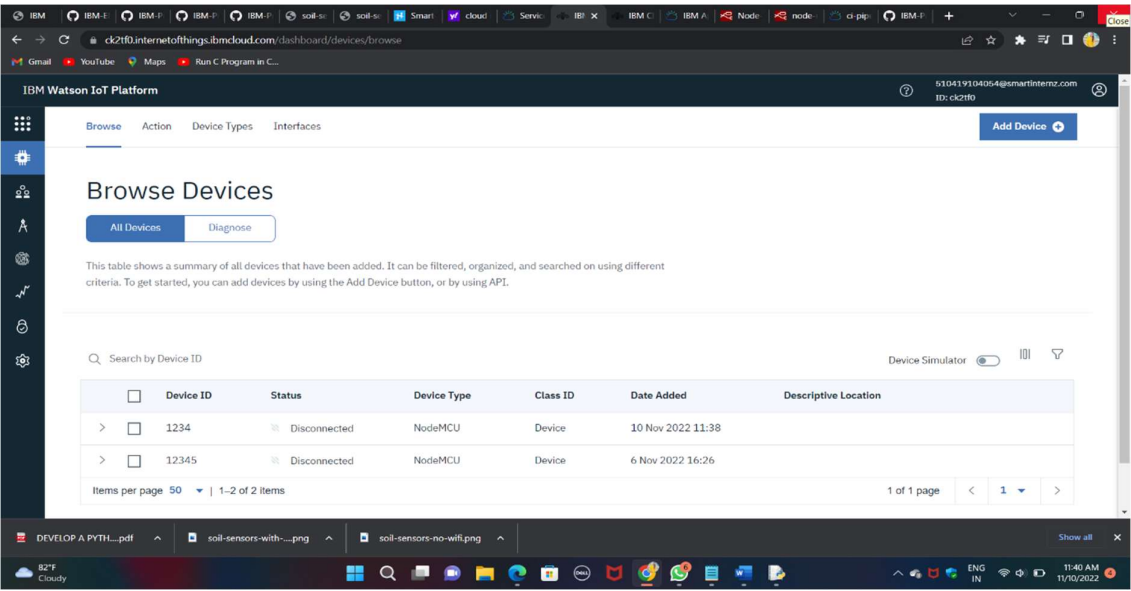 IBM
IBM-E
IBM-P
IBM-P
IBM-P
soil-se
soil-se
Smart
cloud
Servic
IBM
IBM C
IBM A
Node
node-
ci-pip
IBM-P
Close
ck2tf0.internetofthings.ibmcloud.com/dashboard/devices/browse
Gmail YouTube Maps Run C Program in C...
IBM Watson IoT Platform
510419104054@smartinternz.com
ID: ck2tf0
Browse Action Device Types Interfaces Add Device
Browse Devices
All Devices Diagnose
This table shows a summary of all devices that have been added. It can be filtered, organized, and searched on using different
criteria. To get started, you can add devices by using the Add Device button, or by using API.
Search by Device ID Device Simulator
Device ID Status Device Type Class ID Date Added Descriptive Location
1234 Disconnected NodeMCU Device 10 Nov 2022 11:38
12345 Disconnected NodeMCU Device 6 Nov 2022 16:26
Items per page 50 | 1–2 of 2 items 1 of 1 page 1
DEVELOP A PYTH....pdf soil-sensors-with-....png soil-sensors-no-wifi.png Show all
82°F
Cloudy
ENG
IN
11:40 AM
11/10/2022
4